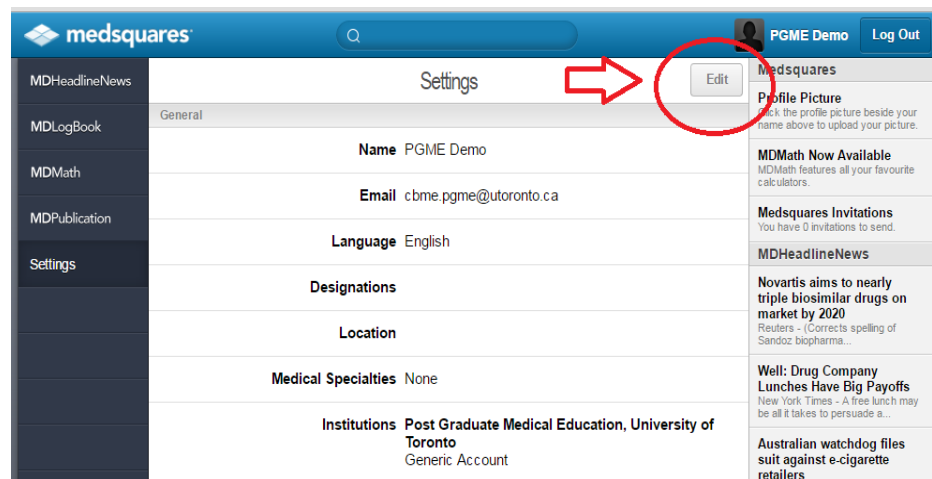 medsquares
PGME Demo
Log Out
MDHeadlineNews
MDLogBook
MDMath
MDPublication
Settings
Settings
Edit
General
Name PGME Demo
Email cbme.pgme@utoronto.ca
Language English
Designations
Location
Medical Specialties None
Institutions Post Graduate Medical Education, University of
Toronto
Generic Account
Medsquares
Profile Picture
Click the profile picture beside your
name above to upload your picture.
MDMath Now Available
MDMath features all your favourite
calculators.
Medsquares Invitations
You have 0 invitations to send.
MDHeadlineNews
Novartis aims to nearly
triple biosimilar drugs on
market by 2020
Reuters - (Corrects spelling of
Sandoz biopharma...
Well: Drug Company
Lunches Have Big Payoffs
New York Times - A free lunch may
be all it takes to persuade a...
Australian watchdog files
suit against e-cigarette
retailers